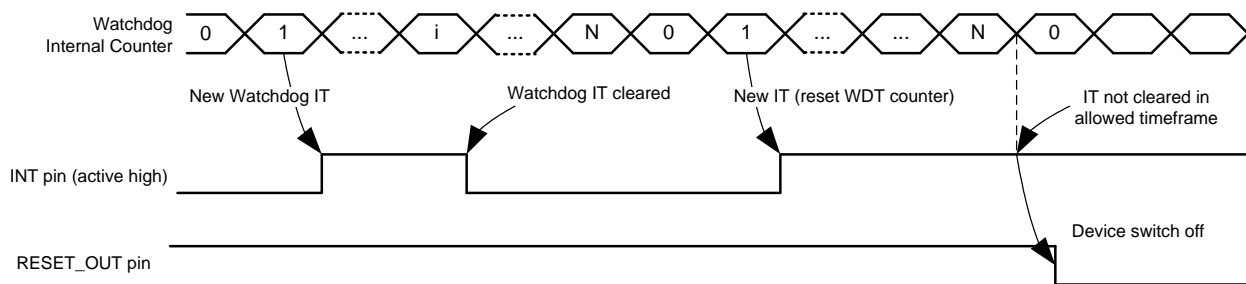 Watchdog
Internal Counter
0 1 ... i ... N 0 1 ... ... N 0
New Watchdog IT
Watchdog IT cleared
New IT (reset WDT counter)
IT not cleared in
allowed timeframe
INT pin (active high)
Device switch off
RESET_OUT pin